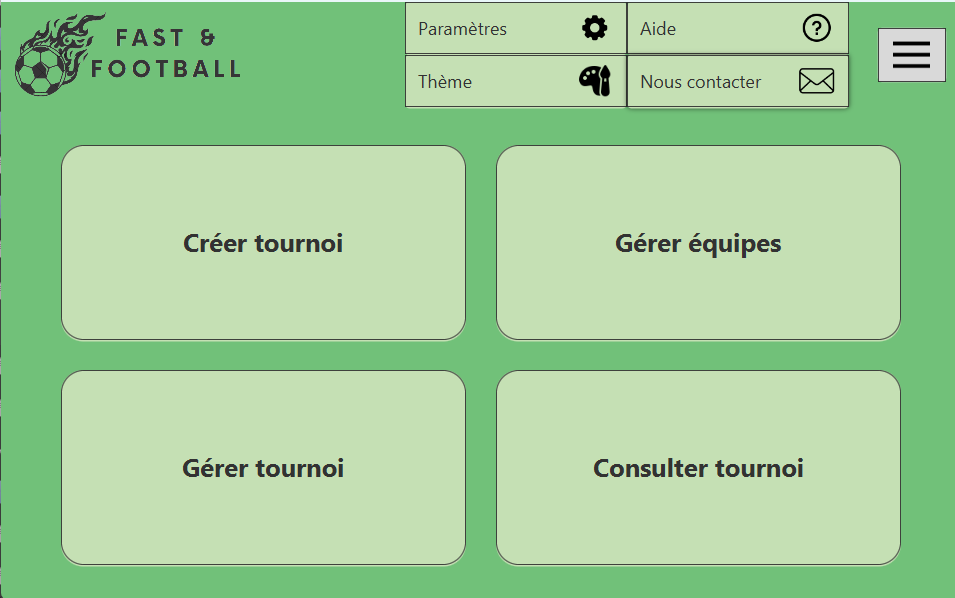 FAST &
FOOTBALL
Paramètres
Aide
?
Thème
Nous contacter
Créer tournoi
Gérer équipes
Gérer tournoi
Consulter tournoi